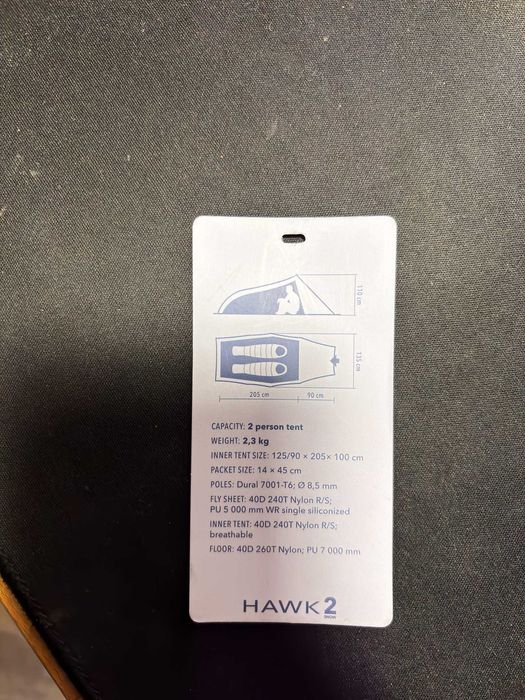 110 cm
135 cm
205 cm 90 cm
CAPACITY: 2 person tent
WEIGHT: 2,3 kg
INNER TENT SIZE: 125/90 × 205× 100 cm
PACKET SIZE: 14 × 45 cm
POLES: Dural 7001-T6; Ø 8,5 mm
FLY SHEET: 40D 240T Nylon R/S;
PU 5 000 mm WR single siliconized
INNER TENT: 40D 240T Nylon R/S;
breathable
FLOOR: 40D 260T Nylon; PU 7 000 mm
HAWK 2
SNOW